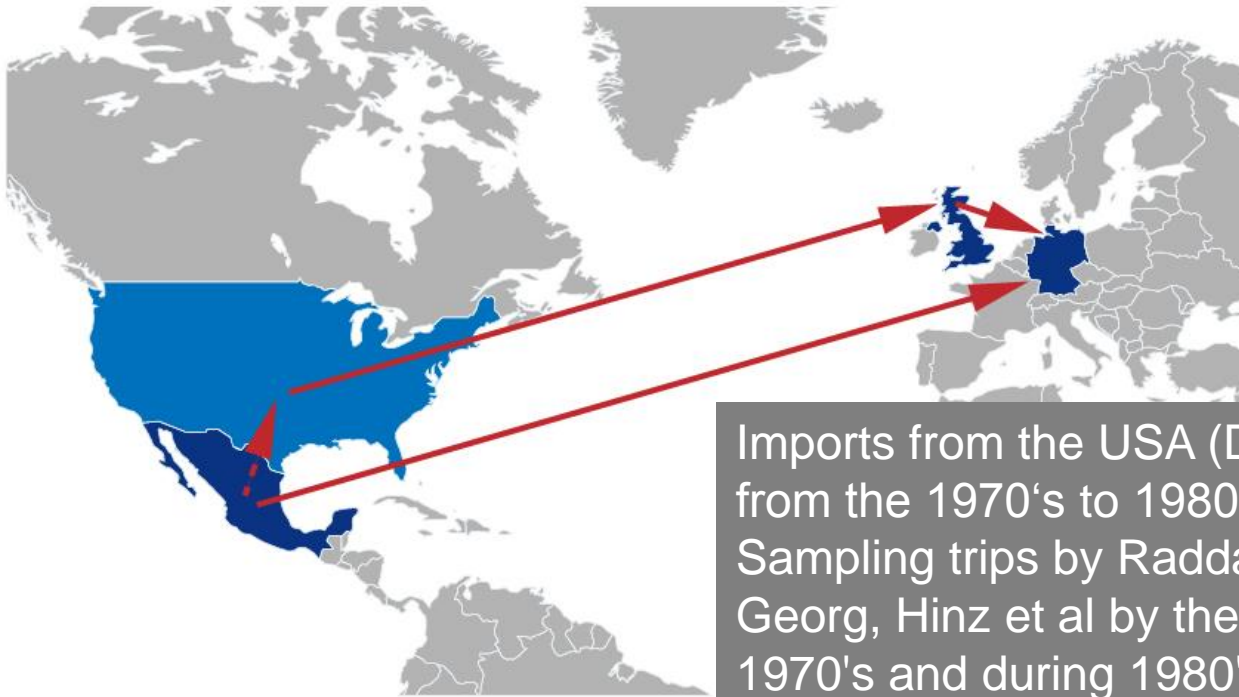 Imports from the USA (D
from the 1970‘s to 1980
Sampling trips by Radda
Georg, Hinz et al by the
1970's and during 1980'